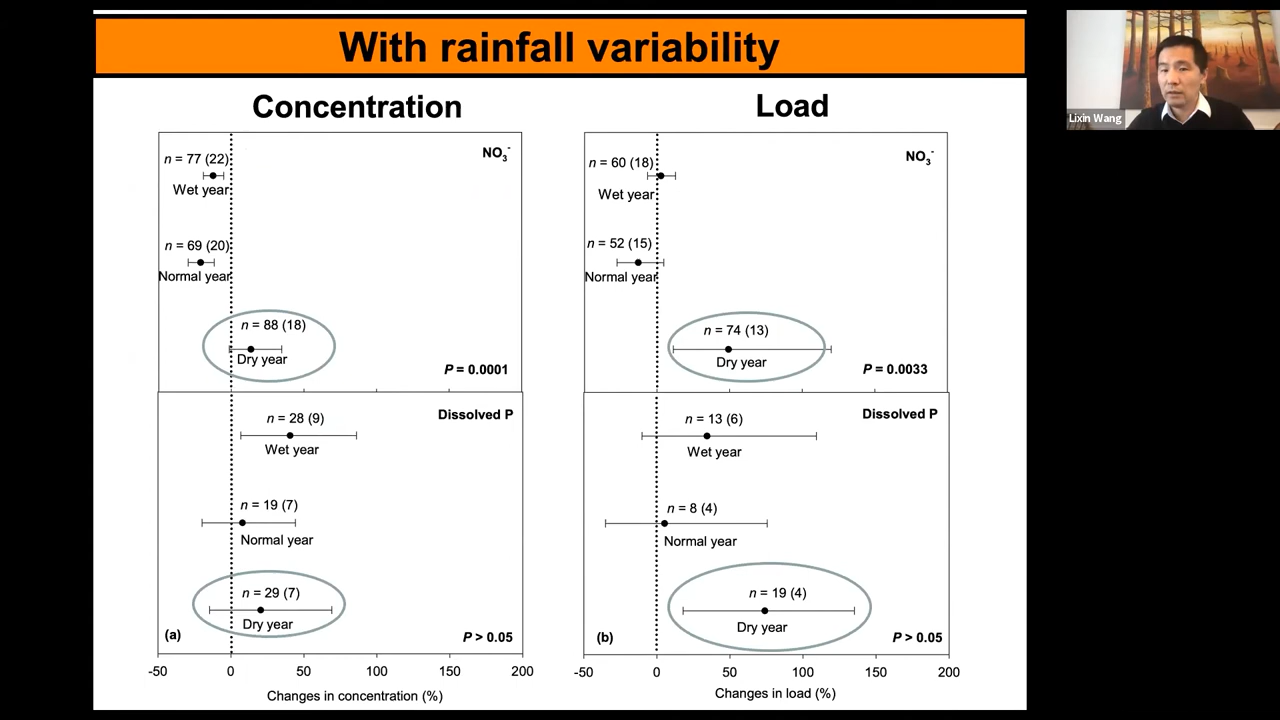 With rainfall variability
Lixin Wang
Concentration
NO3-
n = 77 (22)
Wet year
n = 69 (20)
Normal year
n = 88 (18)
Dry year
P = 0.0001
Dissolved P
n = 28 (9)
Wet year
n = 19 (7)
Normal year
n = 29 (7)
Dry year
(a)
P > 0.05
-50 0 50 100 150 200
Changes in concentration (%)
Load
NO3-
n = 60 (18)
Wet year
n = 52 (15)
Normal year
n = 74 (13)
Dry year
P = 0.0033
Dissolved P
n = 13 (6)
Wet year
n = 8 (4)
Normal year
n = 19 (4)
Dry year
(b)
P > 0.05
-50 0 50 100 150 200
Changes in load (%)